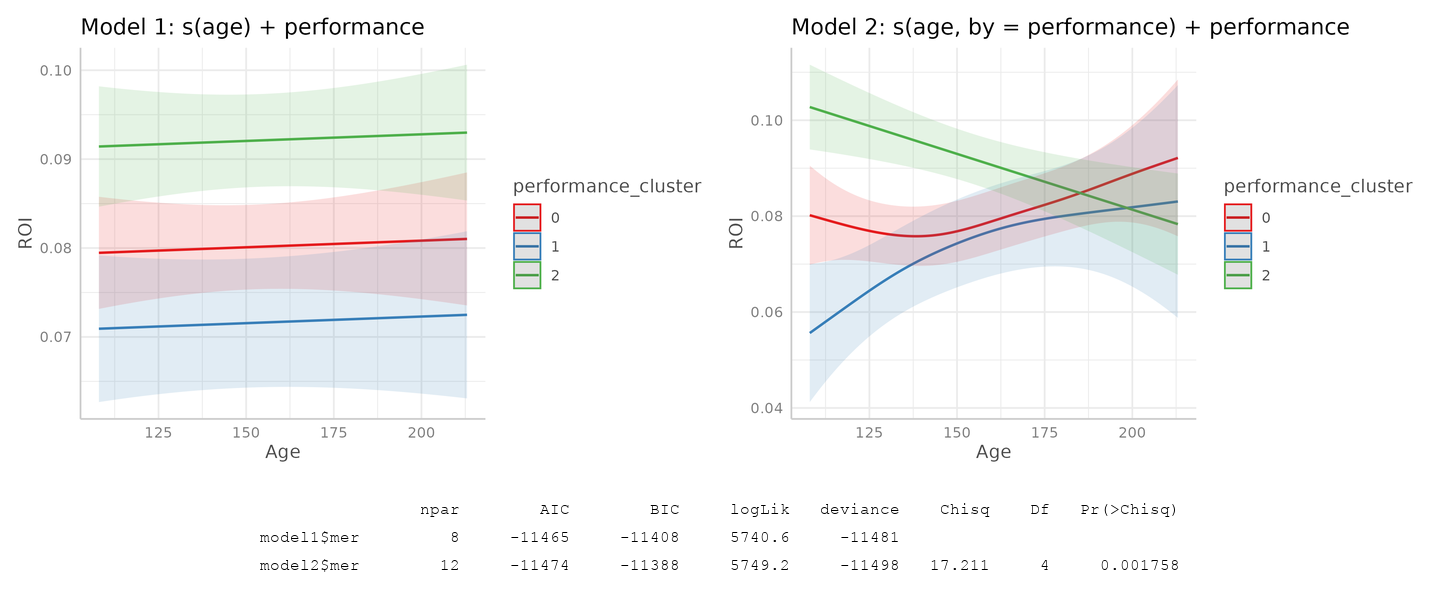 Model 1: s(age) + performance
0.10
0.09
0.08
0.07
ROI
125 150 175 200
Age
performance_cluster
0
1
2
Model 2: s(age, by = performance) + performance
0.10
0.08
0.06
0.04
ROI
125 150 175 200
Age
performance_cluster
0
1
2
npar AIC BIC logLik deviance Chisq Df Pr(>Chisq)
model1$mer 8 -11465 -11408 5740.6 -11481
model2$mer 12 -11474 -11388 5749.2 -11498 17.211 4 0.001758